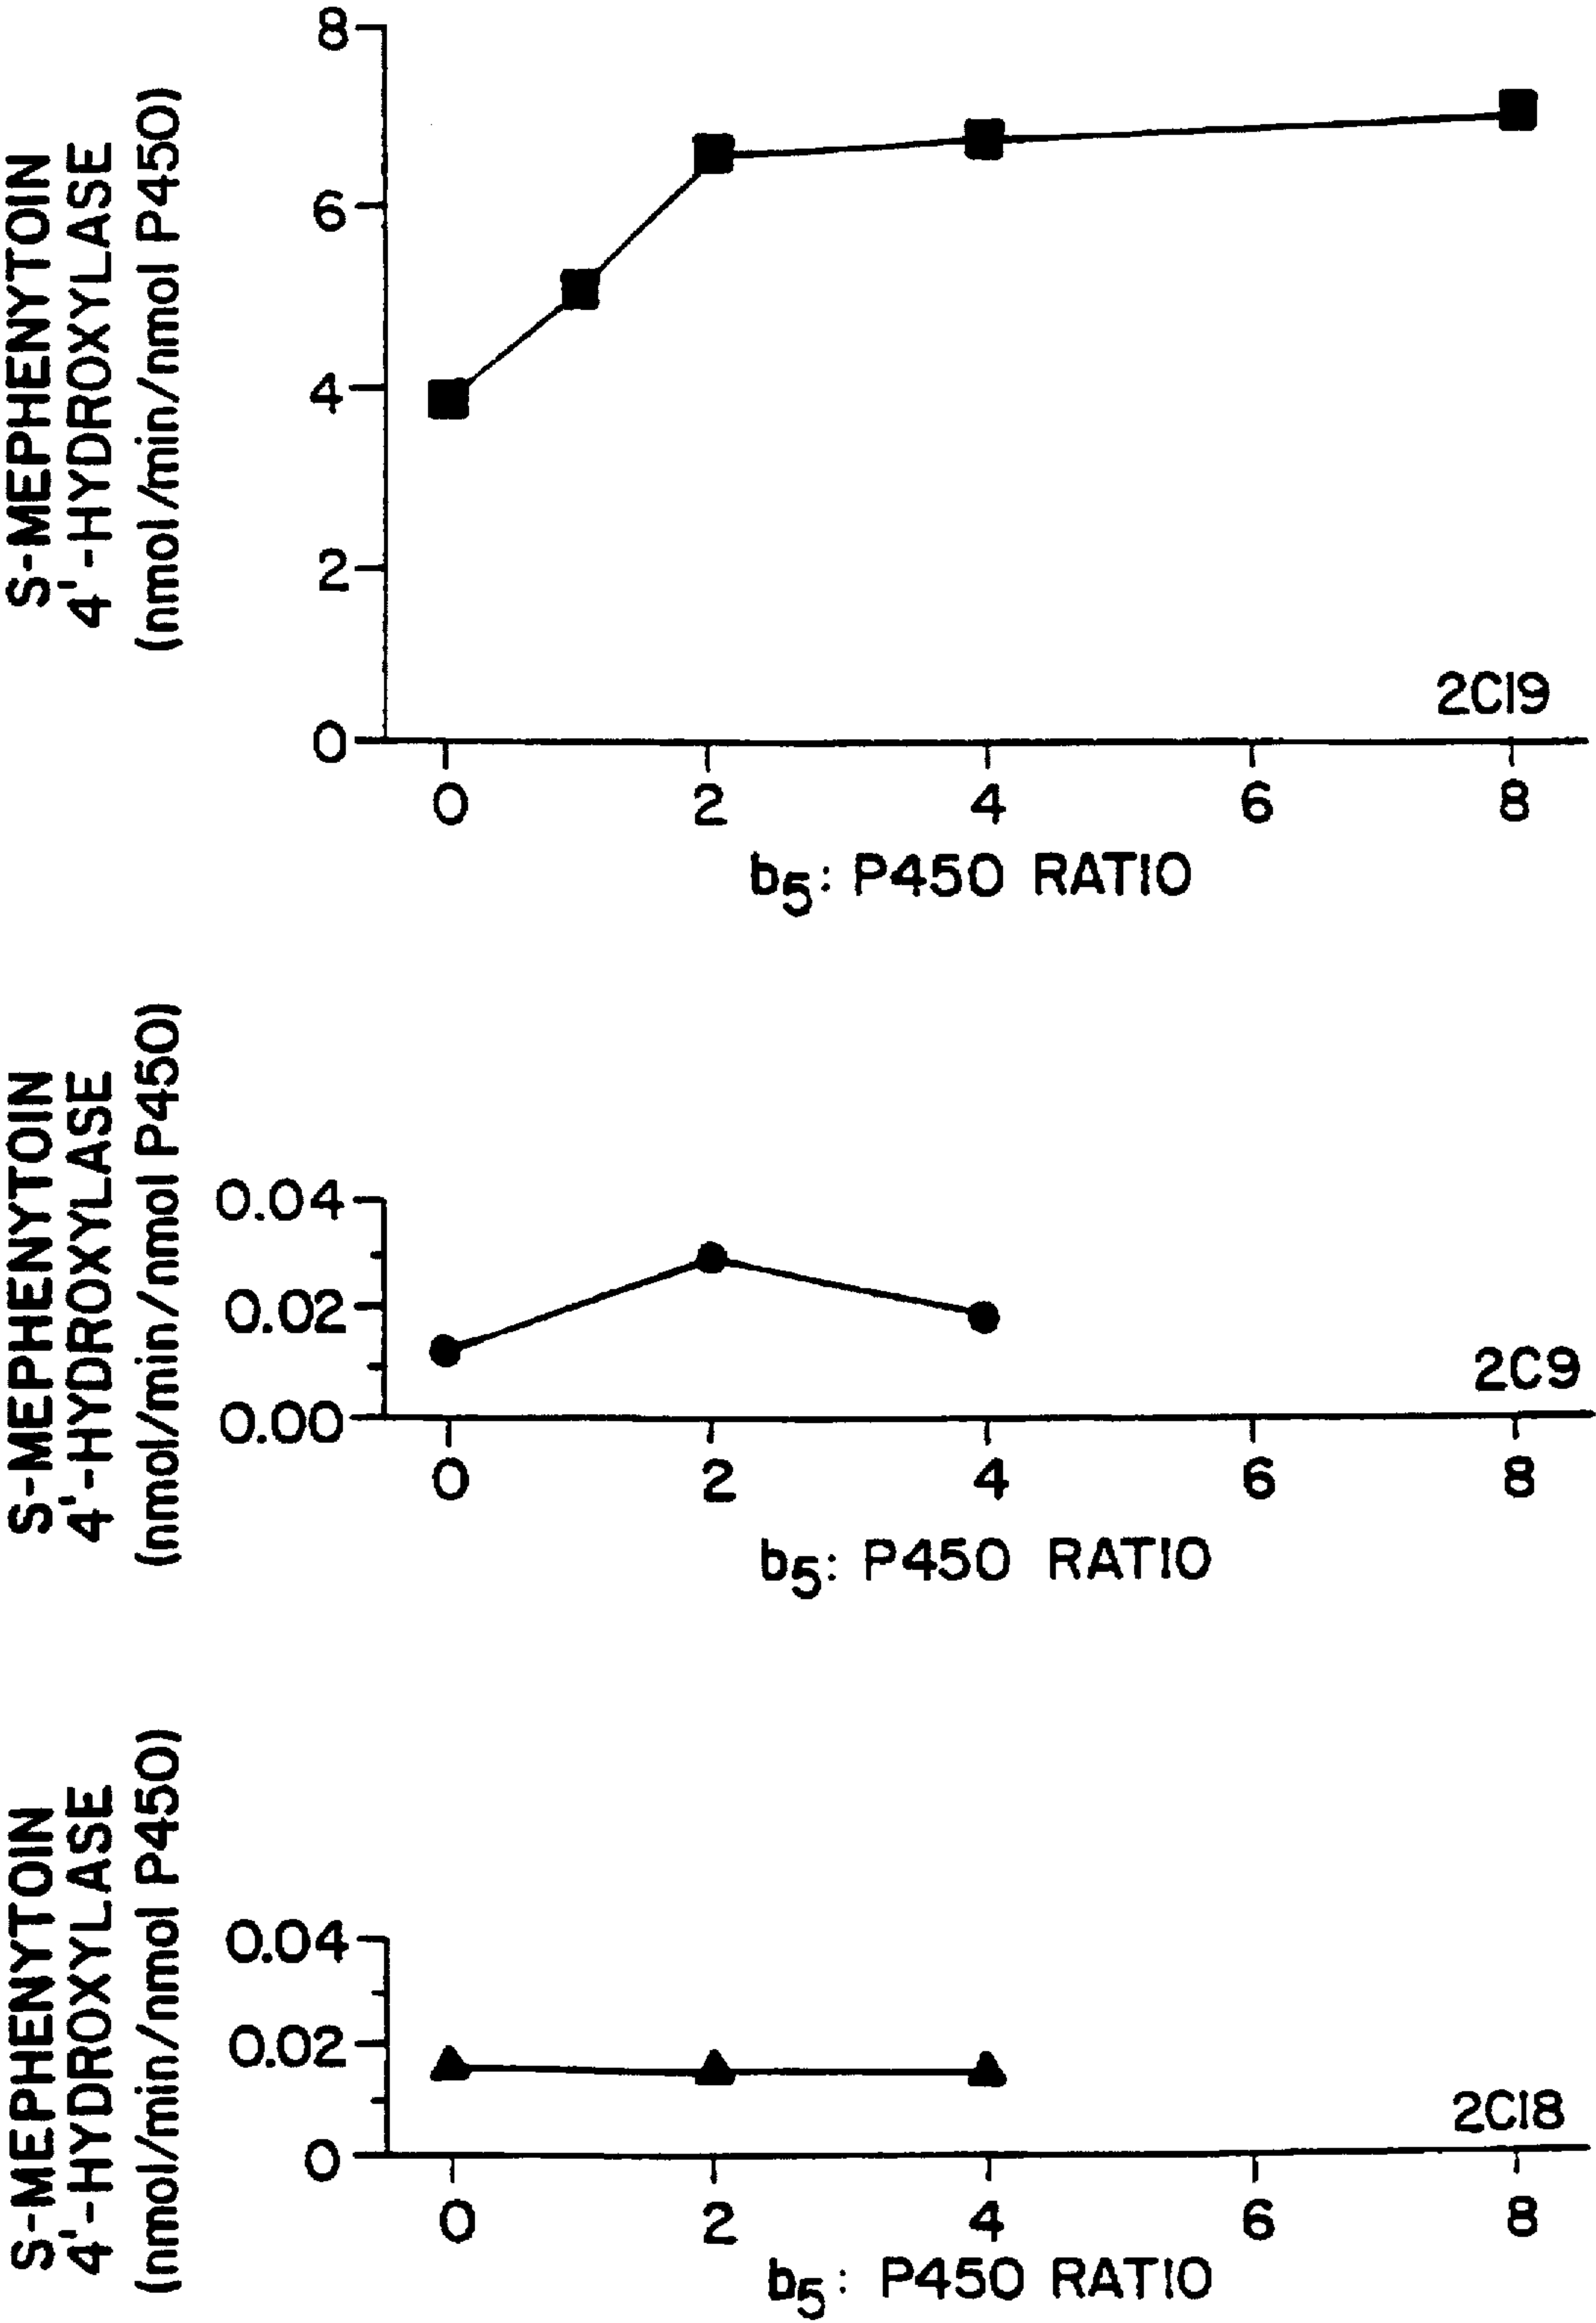 S-MEPHENYTOIN
4'-HYDROXYLASE
(nmol/min/nmol P450)
8
6
4
2
0
2C19
0 2 4 6 8
b5: P450 RATIO
S-MEPHENYTOIN
4'-HYDROXYLASE
(nmol/min/nmol P450)
0.04
0.02
0.00
2C9
0 2 4 6 8
b5: P450 RATIO
S-MEPHENYTOIN
4'-HYDROXYLASE
(nmol/min/nmol P450)
0.04
0.02
0
2C18
0 2 4 6 8
b5: P450 RATIO